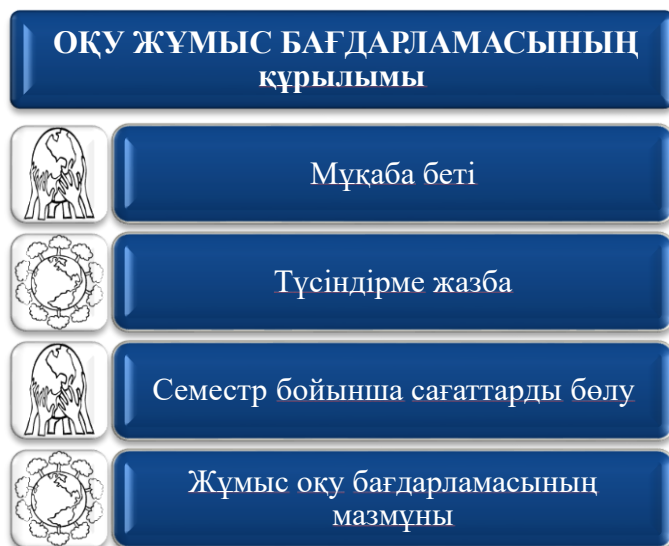 ОҚУ ЖҰМЫС БАҒДАРЛАМАСЫНЫҢ
құрылымы
Мұқаба беті
Түсіндірме жазба
Семестр бойынша сағаттарды бөлу
Жұмыс оқу бағдарламасының
мазмұны